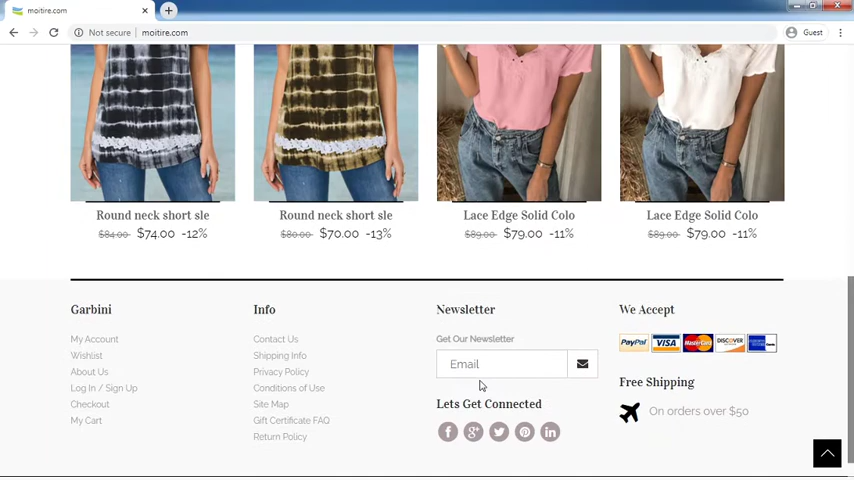 moitire.com
Not secure | moitire.com
Guest
Round neck short sle
$84.00 $74.00 -12%
Round neck short sle
$80.00 $70.00 -13%
Lace Edge Solid Colo
$89.00 $79.00 -11%
Lace Edge Solid Colo
$89.00 $79.00 -11%
Garbini
My Account
Wishlist
About Us
Log In / Sign Up
Checkout
My Cart
Info
Contact Us
Shipping Info
Privacy Policy
Conditions of Use
Site Map
Gift Certificate FAQ
Return Policy
Newsletter
Get Our Newsletter
Email
Lets Get Connected
We Accept
PayPal VISA MasterCard DISCOVER
Free Shipping
On orders over $50